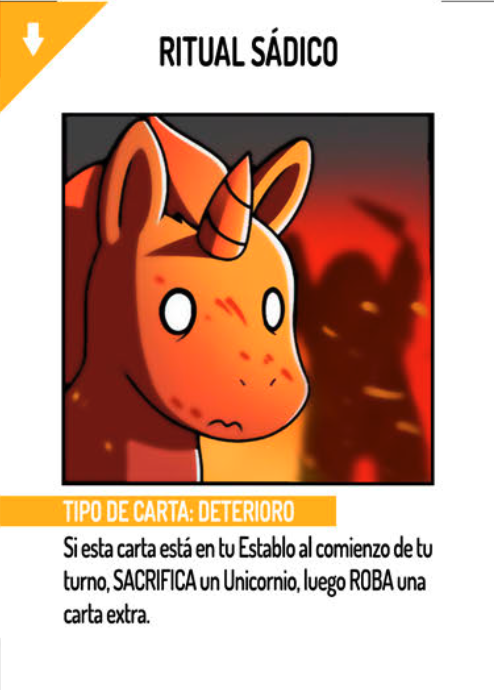 RITUAL SÁDICO
TIPO DE CARTA: DETERIORO
Si esta carta está en tu Establo al comienzo de tu
turno, SACRIFICA un Unicornio, luego ROBA una
carta extra.